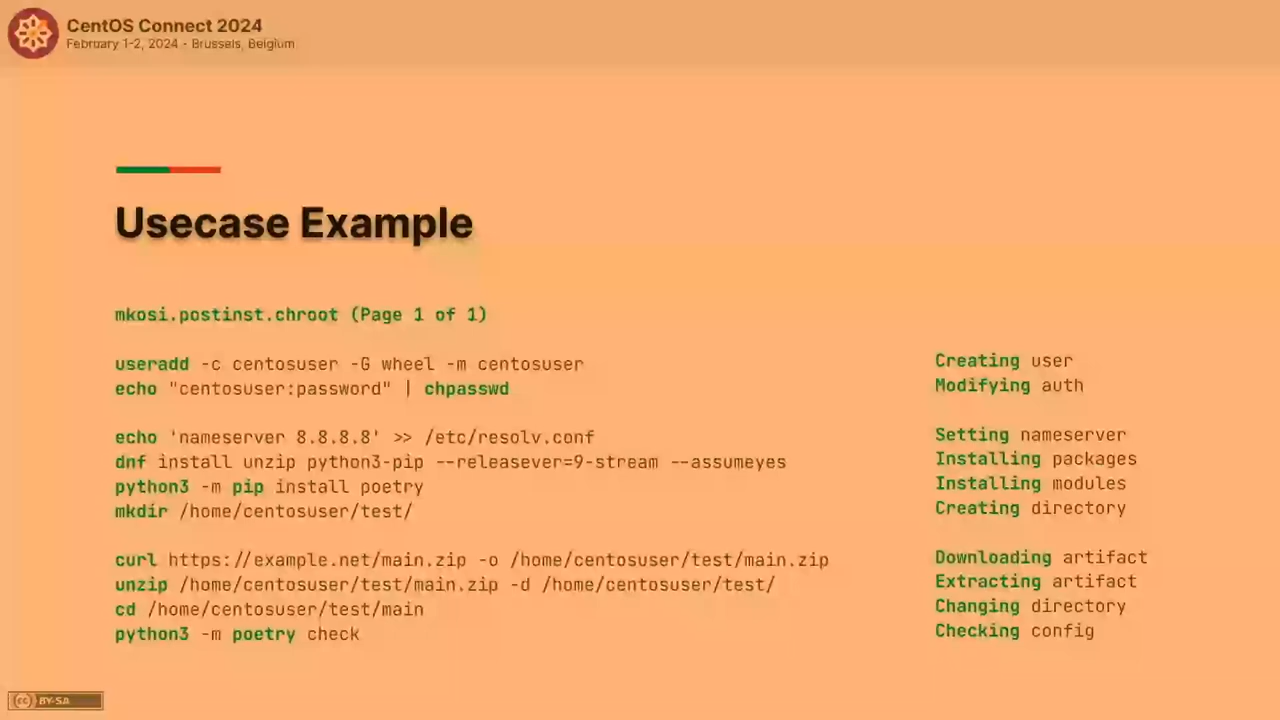 CentOS Connect 2024
February 1-2, 2024 - Brussels, Belgium
Usecase Example
mkosi.postinst.chroot (Page 1 of 1)
useradd -c centosuser -G wheel -m centosuser
echo "centosuser:password" | chpasswd
echo 'nameserver 8.8.8.8' >> /etc/resolv.conf
dnf install unzip python3-pip --releasever=9-stream --assumeyes
python3 -m pip install poetry
mkdir /home/centosuser/test/
curl https://example.net/main.zip -o /home/centosuser/test/main.zip
unzip /home/centosuser/test/main.zip -d /home/centosuser/test/
cd /home/centosuser/test/main
python3 -m poetry check
Creating user
Modifying auth
Setting nameserver
Installing packages
Installing modules
Creating directory
Downloading artifact
Extracting artifact
Changing directory
Checking config
cc BY-SA